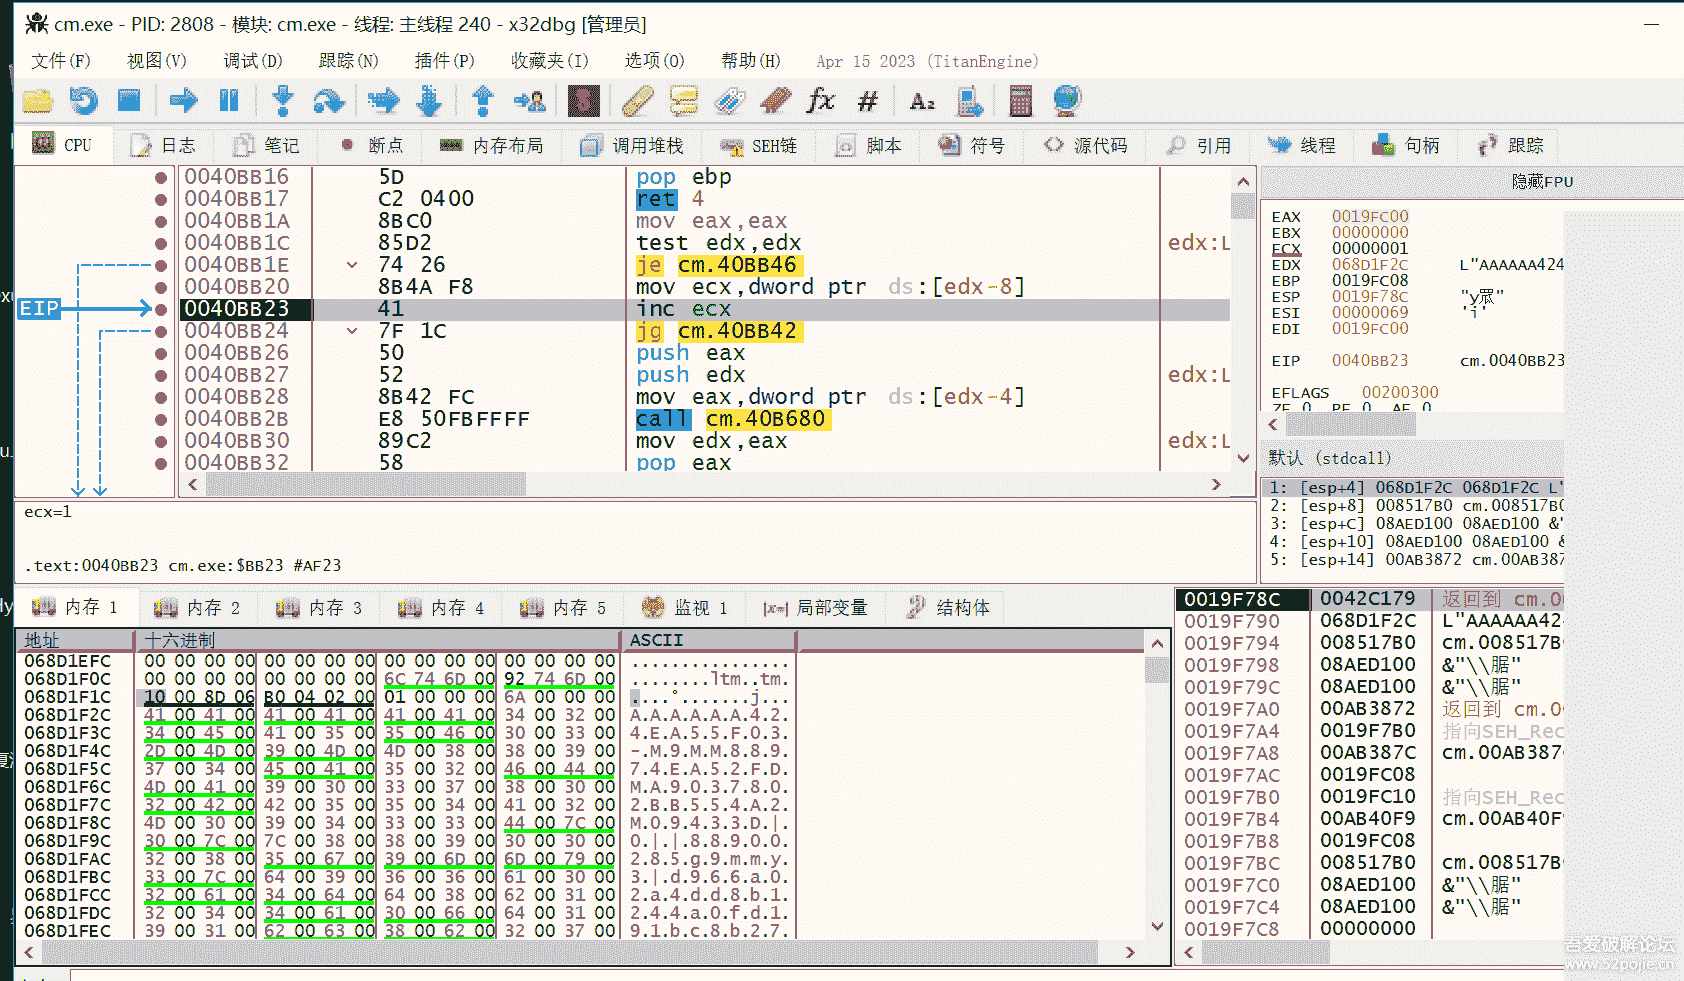 cm.exe - PID: 2808 - 模块: cm.exe - 线程: 主线程 240 - x32dbg [管理员]
文件(F) 视图(V) 调试(D) 跟踪(N) 插件(P) 收藏夹(I) 选项(O) 帮助(H) Apr 15 2023 (TitanEngine)
CPU 日志 笔记 断点 内存布局 调用堆栈 SEH链 脚本 符号 源代码 引用 线程 句柄 跟踪
0040BB16 5D pop ebp
0040BB17 C2 0400 ret 4
0040BB1A 8BC0 mov eax,eax
0040BB1C 85D2 test edx,edx edx:L
0040BB1E 74 26 je cm.40BB46
0040BB20 8B4A F8 mov ecx,dword ptr ds:[edx-8]
EIP 0040BB23 41 inc ecx
0040BB24 7F 1C jg cm.40BB42
0040BB26 50 push eax
0040BB27 52 push edx edx:L
0040BB28 8B42 FC mov eax,dword ptr ds:[edx-4]
0040BB2B E8 50FBFFFF call cm.40B680
0040BB30 89C2 mov edx,eax edx:L
0040BB32 58 pop eax
隐藏FPU
EAX 0019FC00
EBX 00000000
ECX 00000001
EDX 068D1F2C L"AAAAAA424
EBP 0019FC08
ESP 0019F78C
ESI 00000069 'i'
EDI 0019FC00
EIP 0040BB23 cm.0040BB23
EFLAGS 00200300
ZF 0 PF 0 AF 0
默认 (stdcall)
1: [esp+4] 068D1F2C 068D1F2C L'
2: [esp+8] 008517B0 cm.008517B0
3: [esp+C] 08AED100 08AED100 &'
4: [esp+10] 08AED100 08AED100 &
5: [esp+14] 00AB3872 cm.00AB387
ecx=1
.text:0040BB23 cm.exe:$BB23 #AF23
内存 1 内存 2 内存 3 内存 4 内存 5 监视 1 [x=] 局部变量 结构体
地址 十六进制 ASCII
068D1EFC 00 00 00 00 00 00 00 00 00 00 00 00 00 00 00 00 ................
068D1F0C 00 00 00 00 00 00 00 00 6C 74 6D 00 92 74 6D 00 ........ltm..tm.
068D1F1C 10 00 8D 06 B0 04 02 00 01 00 00 00 6A 00 00 00 ....°.......j...
068D1F2C 41 00 41 00 41 00 41 00 41 00 41 00 34 00 32 00 A.A.A.A.A.A.4.2.
068D1F3C 34 00 45 00 41 00 35 00 35 00 46 00 30 00 33 00 4.E.A.5.5.F.0.3.
068D1F4C 2D 00 4D 00 39 00 4D 00 4D 00 38 00 38 00 39 00 -.M.9.M.M.8.8.9.
068D1F5C 37 00 34 00 45 00 41 00 35 00 32 00 46 00 44 00 7.4.E.A.5.2.F.D.
068D1F6C 4D 00 41 00 39 00 30 00 33 00 37 00 38 00 30 00 M.A.9.0.3.7.8.0.
068D1F7C 32 00 42 00 42 00 35 00 35 00 34 00 41 00 32 00 2.B.B.5.5.4.A.2.
068D1F8C 4D 00 30 00 39 00 34 00 33 00 33 00 44 00 7C 00 M.0.9.4.3.3.D.|.
068D1F9C 30 00 7C 00 7C 00 38 00 38 00 39 00 30 00 30 00 0.|.|.8.8.9.0.0.
068D1FAC 32 00 38 00 35 00 67 00 39 00 6D 00 6D 00 79 00 2.8.5.g.9.m.m.y.
068D1FBC 33 00 7C 00 64 00 39 00 36 00 36 00 61 00 30 00 3.|.d.9.6.6.a.0.
068D1FCC 32 00 61 00 34 00 64 00 64 00 38 00 62 00 31 00 2.a.4.d.d.8.b.1.
068D1FDC 32 00 34 00 34 00 61 00 30 00 66 00 64 00 31 00 2.4.4.a.0.f.d.1.
068D1FEC 39 00 31 00 62 00 63 00 38 00 62 00 32 00 37 00 9.1.b.c.8.b.2.7.
0019F78C 0042C179 返回到 cm.0
0019F790 068D1F2C L"AAAAAA42
0019F794 008517B0 cm.008517B
0019F798 08AED100 &"\\腒"
0019F79C 08AED100 &"\\腒"
0019F7A0 00AB3872 返回到 cm.0
0019F7A4 0019F7B0 指向SEH_Rec
0019F7A8 00AB387C cm.00AB387
0019F7AC 0019FC08
0019F7B0 0019FC10 指向SEH_Rec
0019F7B4 00AB40F9 cm.00AB40F
0019F7B8 0019FC08
0019F7BC 008517B0 cm.008517B
0019F7C0 08AED100 &"\\腒"
0019F7C4 08AED100 &"\\腒"
0019F7C8 00000000
吾爱破解论坛
www.52pojie.cn